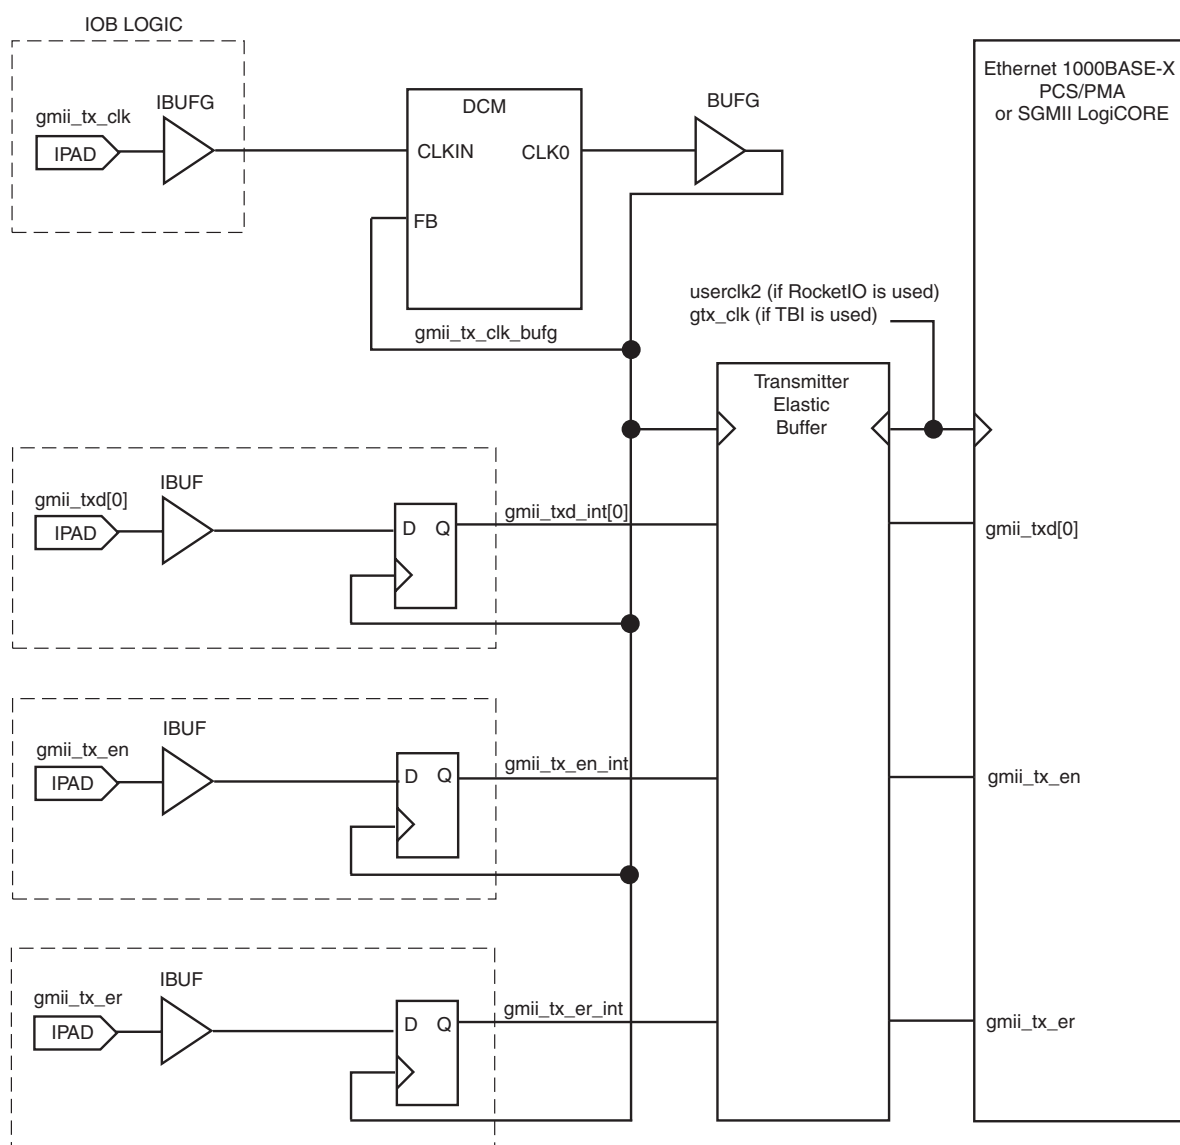 IOB LOGIC
gmii_tx_clk
IPAD
IBUFG
DCM
CLKIN
CLK0
FB
BUFG
Ethernet 1000BASE-X
PCS/PMA
or SGMII LogiCORE
gmii_tx_clk_bufg
userclk2 (if RocketIO is used)
gtx_clk (if TBI is used)
Transmitter
Elastic
Buffer
gmii_txd[0]
IPAD
IBUF
D
Q
gmii_txd_int[0]
gmii_txd[0]
gmii_tx_en
IPAD
IBUF
D
Q
gmii_tx_en_int
gmii_tx_en
gmii_tx_er
IPAD
IBUF
D
Q
gmii_tx_er_int
gmii_tx_er